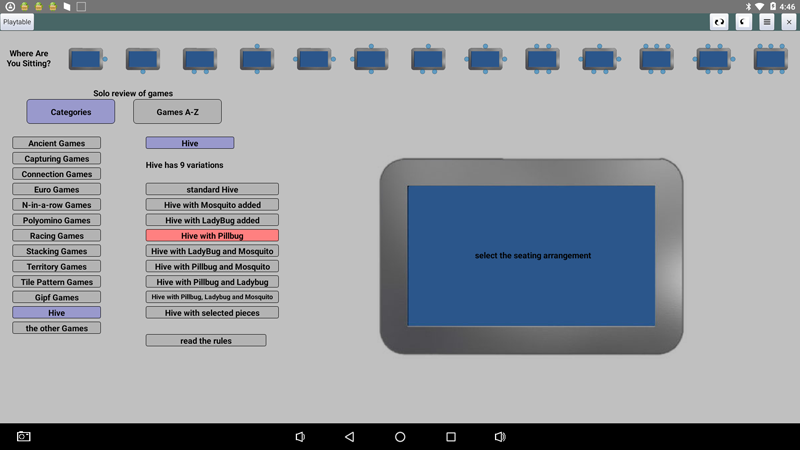 4:46
Playtable
Where Are
You Sitting?
Solo review of games
Categories
Games A-Z
Ancient Games
Capturing Games
Connection Games
Euro Games
N-in-a-row Games
Polyomino Games
Racing Games
Stacking Games
Territory Games
Tile Pattern Games
Gipf Games
Hive
the other Games
Hive
Hive has 9 variations
standard Hive
Hive with Mosquito added
Hive with LadyBug added
Hive with Pillbug
Hive with LadyBug and Mosquito
Hive with Pillbug and Mosquito
Hive with Pillbug and Ladybug
Hive with Pillbug, Ladybug and Mosquito
Hive with selected pieces
read the rules
select the seating arrangement